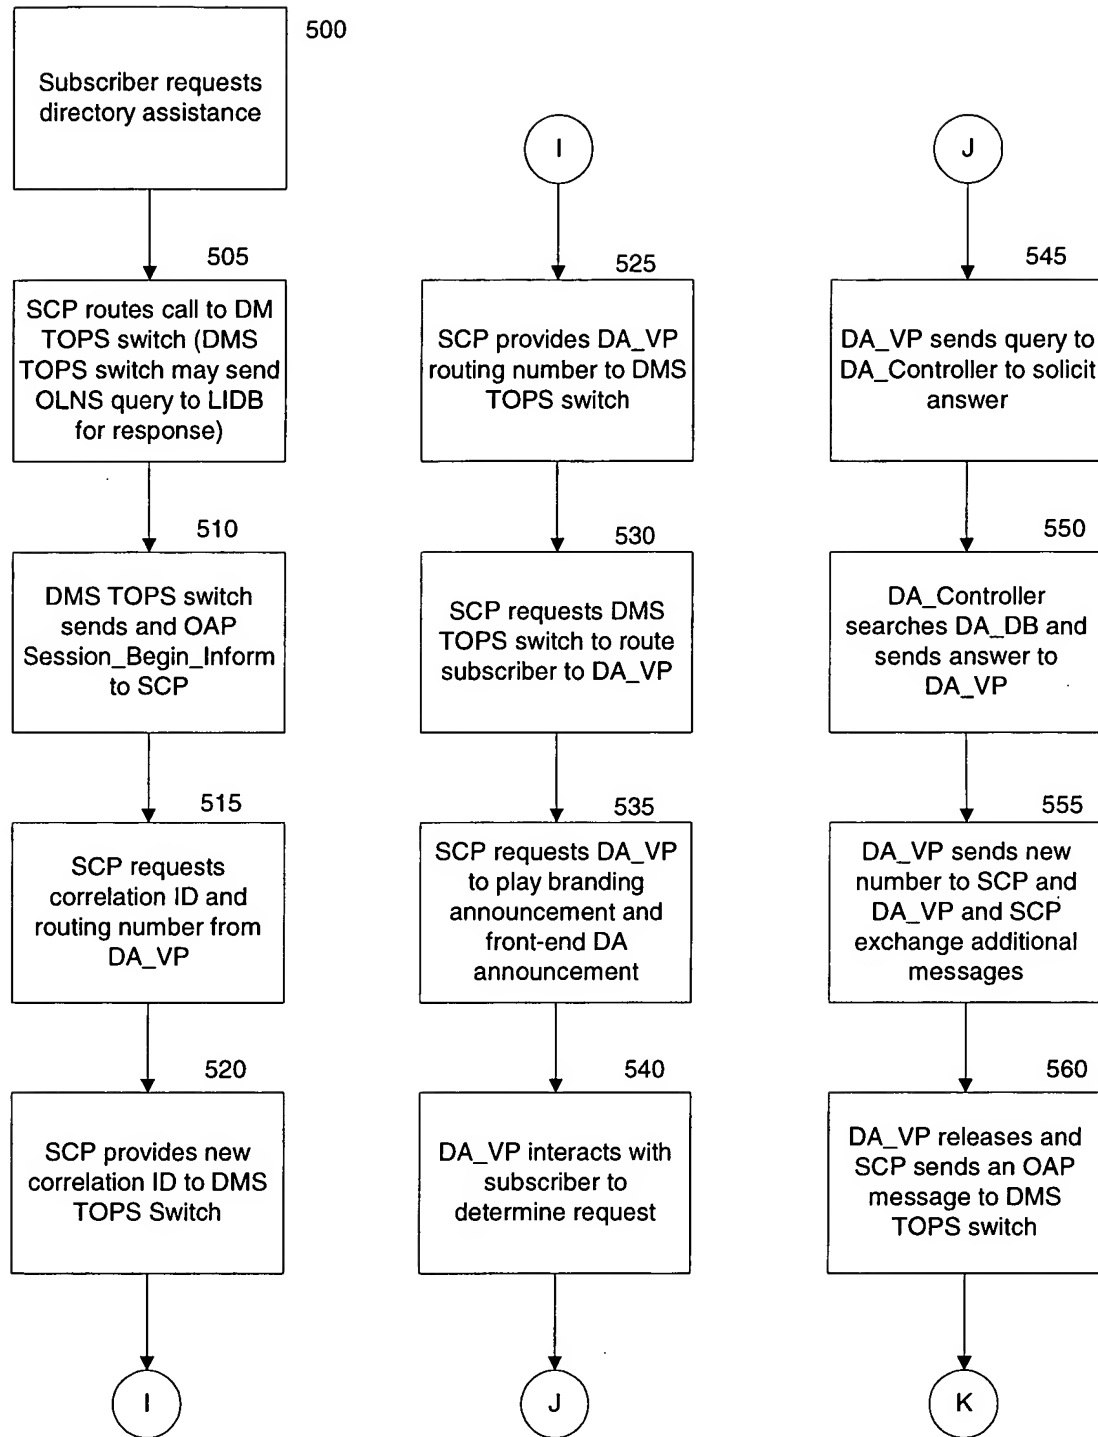 500
Subscriber requests
directory assistance
505
SCP routes call to DM
TOPS switch (DMS
TOPS switch may send
OLNS query to LIDB
for response)
510
DMS TOPS switch
sends and OAP
Session_Begin_Inform
to SCP
515
SCP requests
correlation ID and
routing number from
DA_VP
520
SCP provides new
correlation ID to DMS
TOPS Switch
I
I
525
SCP provides DA_VP
routing number to DMS
TOPS switch
530
SCP requests DMS
TOPS switch to route
subscriber to DA_VP
535
SCP requests DA_VP
to play branding
announcement and
front-end DA
announcement
540
DA_VP interacts with
subscriber to
determine request
J
J
545
DA_VP sends query to
DA_Controller to solicit
answer
550
DA_Controller
searches DA_DB and
sends answer to
DA_VP
555
DA_VP sends new
number to SCP and
DA_VP and SCP
exchange additional
messages
560
DA_VP releases and
SCP sends an OAP
message to DMS
TOPS switch
K